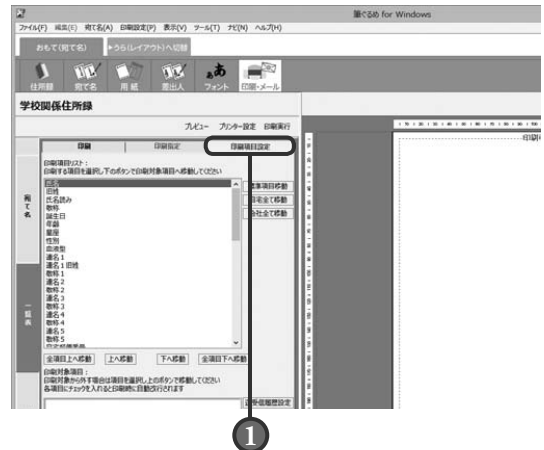 筆ぐるめ for Windows
ファイル(F) 編集(E) 宛て名(A) 印刷設定(P) 表示(V) ツール(T) ナビ(N) ヘルプ(H)
おもて(宛て名) ▶うら(レイアウト)へ切替
住所録 宛て名 用紙 差出人 フォント 印刷・メール
学校関係住所録
プレビュー プリンター設定 印刷実行
印刷 印刷指定 印刷項目設定
印刷項目リスト:
印刷する項目を選択し下のボタンで印刷対象項目へ移動してください
氏名
旧姓
氏名読み
敬称
誕生日
年齢
星座
性別
血液型
連名1
連名1旧姓
敬称1
連名2
敬称2
連名3
敬称3
連名4
敬称4
連名5
敬称5
全て移動
全て移動
宛て名
一覧表
全項目上へ移動 上へ移動 下へ移動 全項目下へ移動
印刷対象項目:
印刷対象から外す場合は項目を選択し上のボタンで移動してください
各項目にチェックを入れると印刷時に自動改行されます
受信履歴設定
1